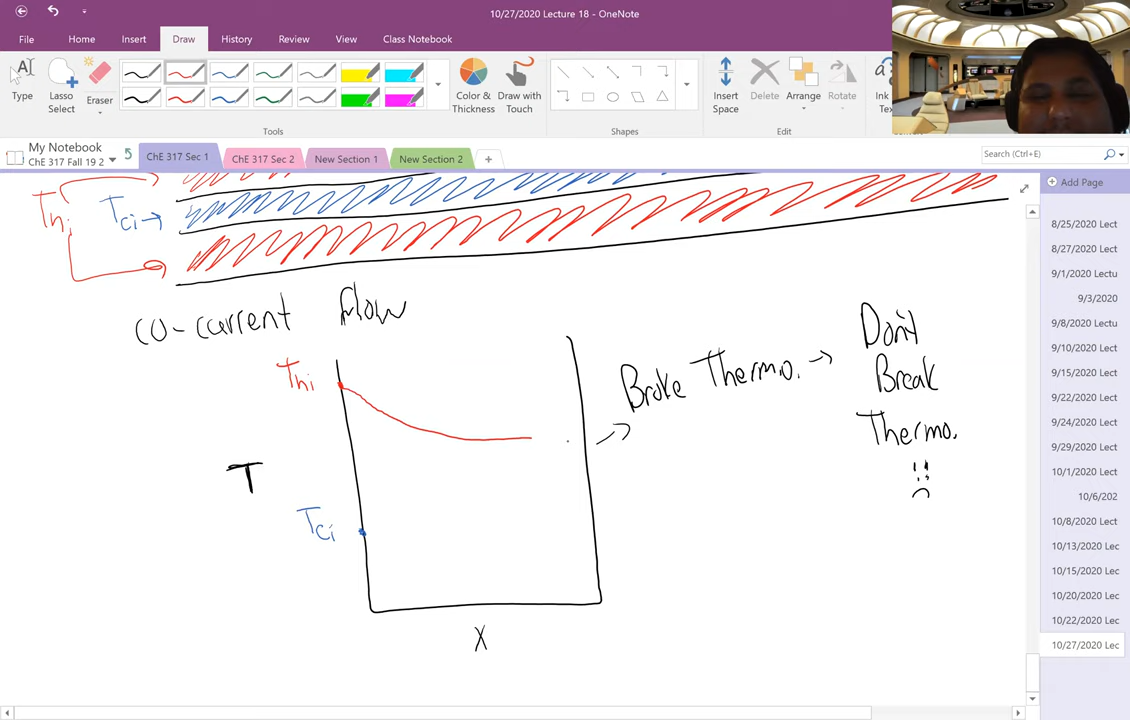 10/27/2020 Lecture 18 - OneNote
File Home Insert Draw History Review View Class Notebook
Type
Lasso Select
Eraser
Color & Thickness
Draw with Touch
Insert Space
Delete
Arrange
Rotate
Ink
Tex
Tools
Shapes
Edit
My Notebook
ChE 317 Fall 19 2
ChE 317 Sec 1
ChE 317 Sec 2
New Section 1
New Section 2
Search (Ctrl+E)
Add Page
8/25/2020 Lect
8/27/2020 Lect
9/1/2020 Lectu
9/3/2020
9/8/2020 Lectu
9/10/2020 Lect
9/15/2020 Lect
9/22/2020 Lect
9/24/2020 Lect
9/29/2020 Lect
10/1/2020 Lect
10/6/202
10/8/2020 Lect
10/13/2020 Lec
10/15/2020 Lec
10/20/2020 Lec
10/22/2020 Lec
10/27/2020 Lec
Thi
Tci
co-current flow
Thi
T
Tci
X
Broke Thermo.
Don't
Break
Thermo.